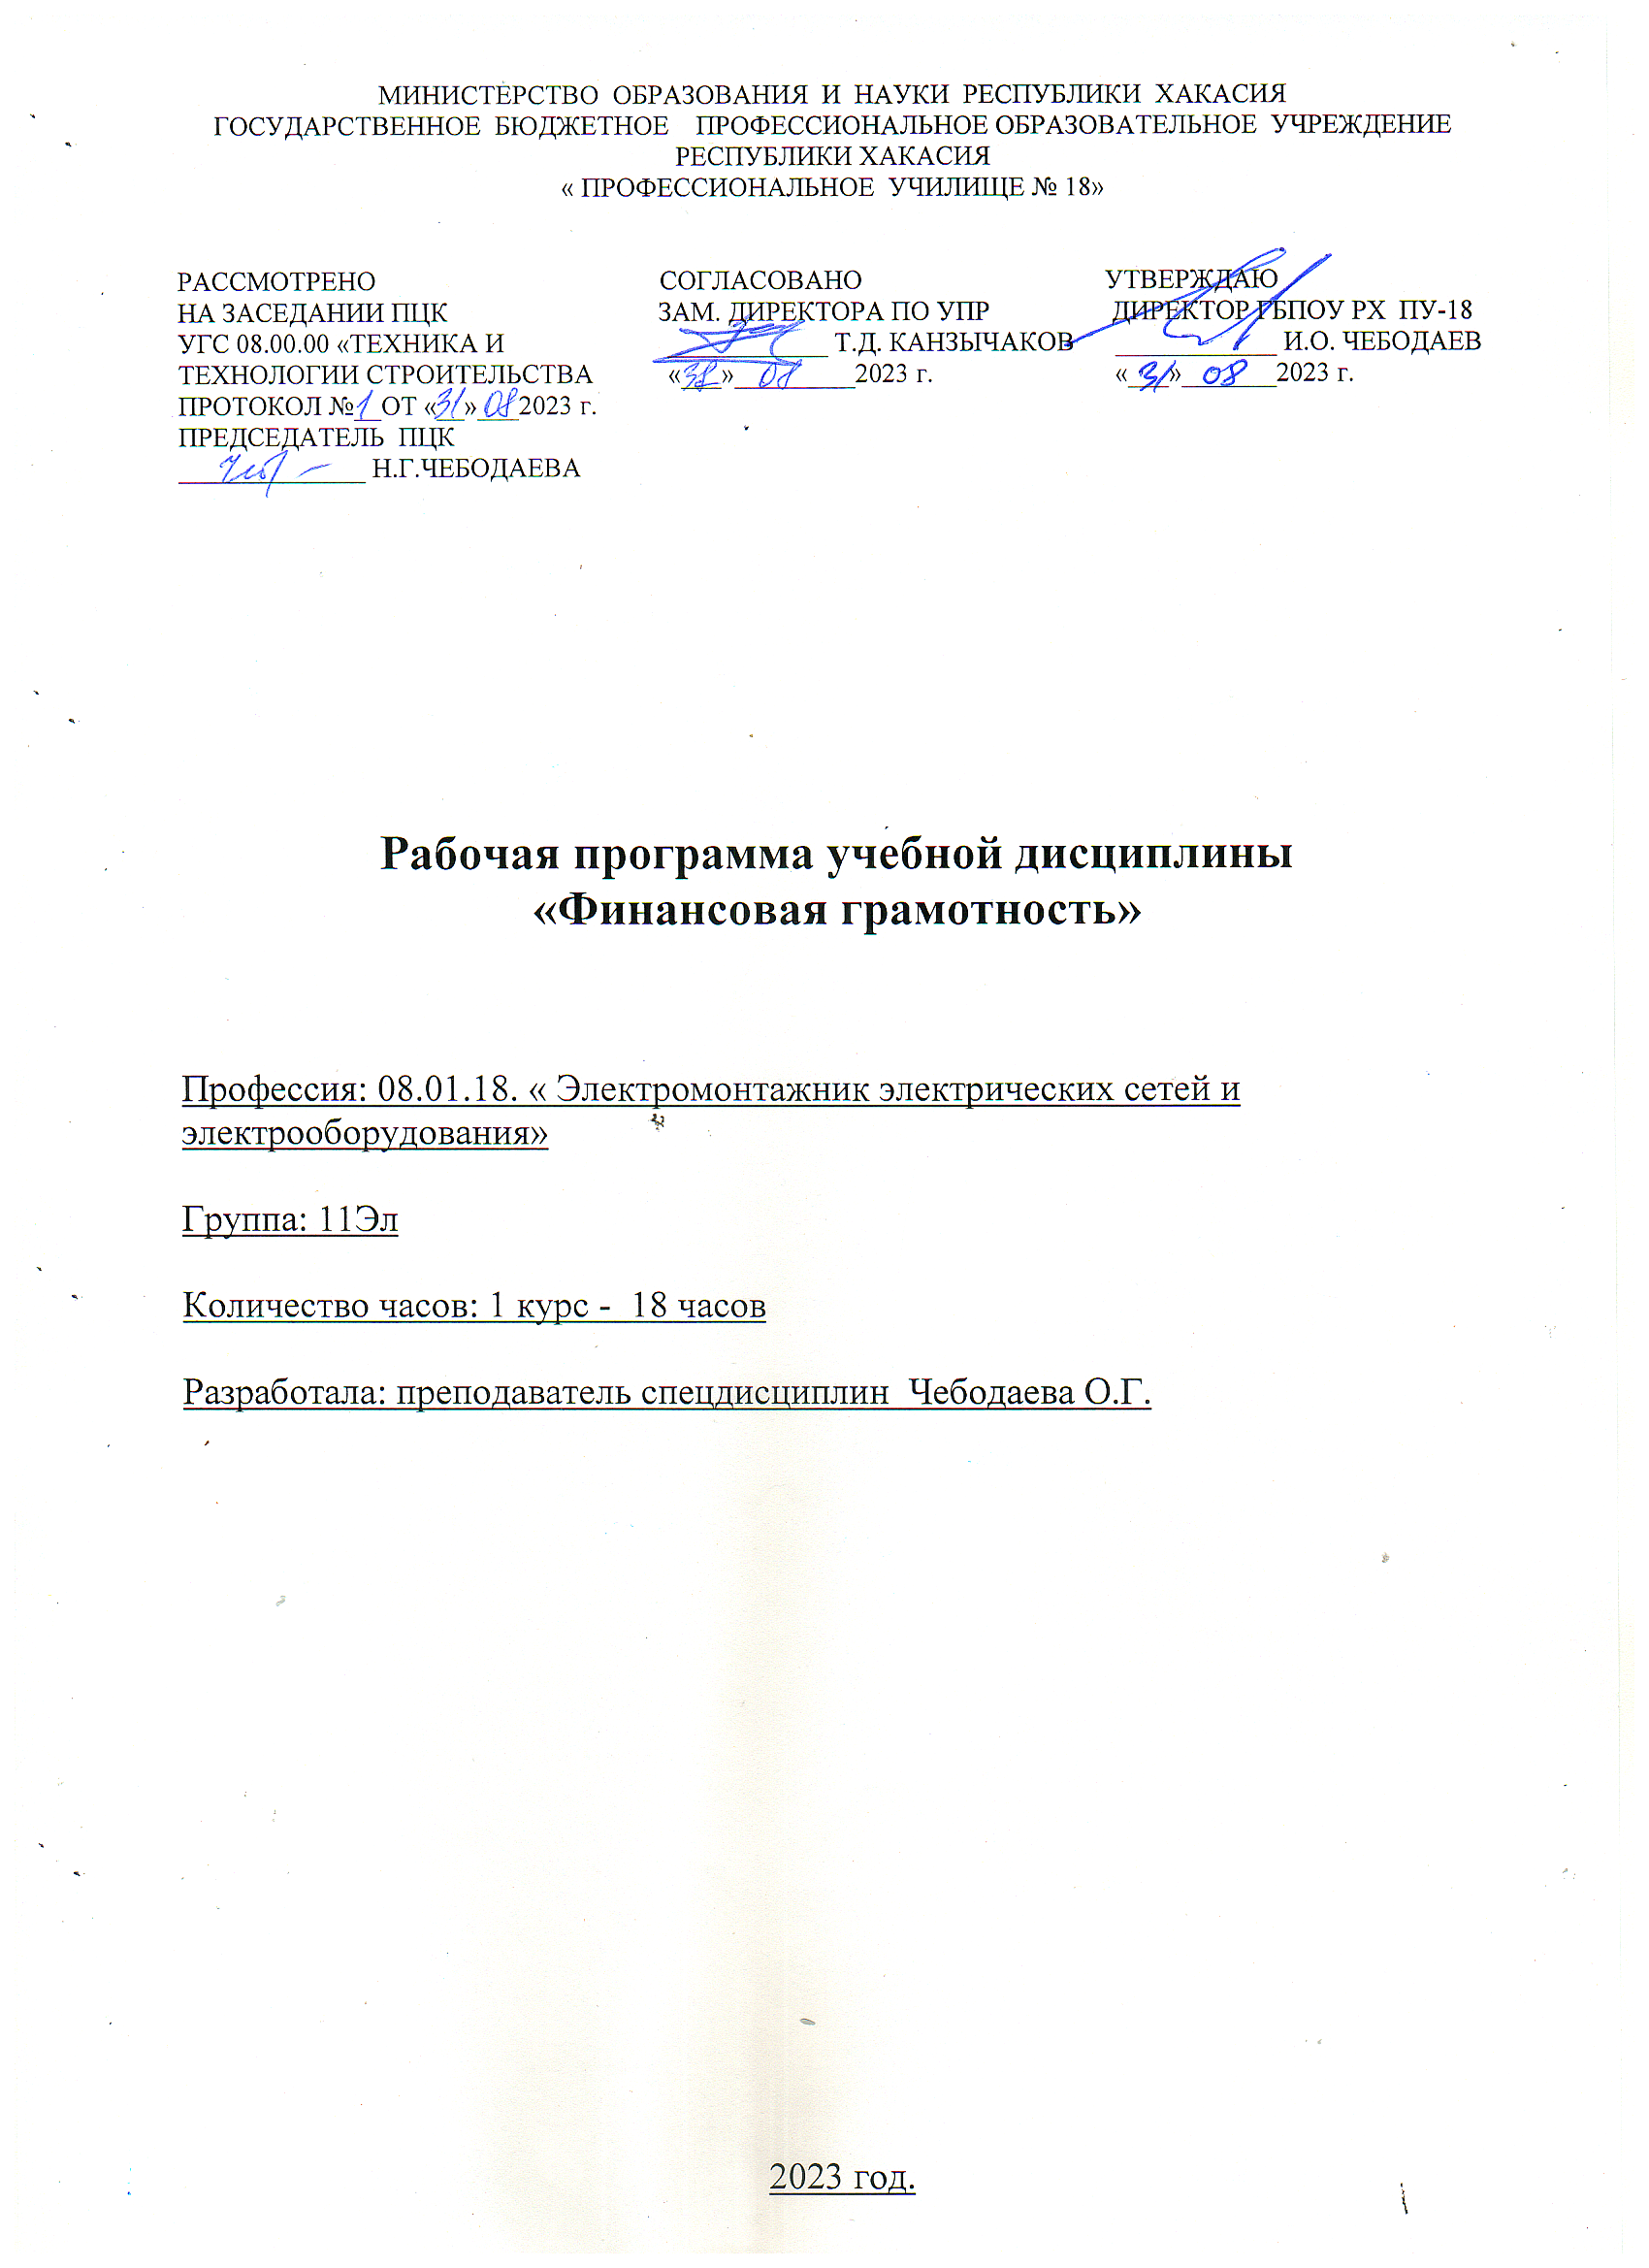 МИНИСТЕРСТВО ОБРАЗОВАНИЯ И НАУКИ РЕСПУБЛИКИ ХАКАСИЯ
ГОСУДАРСТВЕННОЕ БЮДЖЕТНОЕ ПРОФЕССИОНАЛЬНОЕ ОБРАЗОВАТЕЛЬНОЕ УЧРЕЖДЕНИЕ
РЕСПУБЛИКИ ХАКАСИЯ
« ПРОФЕССИОНАЛЬНОЕ УЧИЛИЩЕ № 18»
РАССМОТРЕНО
НА ЗАСЕДАНИИ ПЦК
УГС 08.00.00 «ТЕХНИКА И
ТЕХНОЛОГИИ СТРОИТЕЛЬСТВА
ПРОТОКОЛ № 1 ОТ «31» 08 2023 г.
ПРЕДСЕДАТЕЛЬ ПЦК
Н.Г.ЧЕБОДАЕВА
СОГЛАСОВАНО
ЗАМ. ДИРЕКТОРА ПО УПР
Т.Д. КАНЗЫЧАКОВ
«31» 08 2023 г.
УТВЕРЖДАЮ
ДИРЕКТОР ГБПОУ РХ ПУ-18
И.О. ЧЕБОДАЕВ
«31» 08 2023 г.
Рабочая программа учебной дисциплины
«Финансовая грамотность»
Профессия: 08.01.18. « Электромонтажник электрических сетей и
электрооборудования»
Группа: 11Эл
Количество часов: 1 курс - 18 часов
Разработала: преподаватель спецдисциплин Чебодаева О.Г.
2023 год.